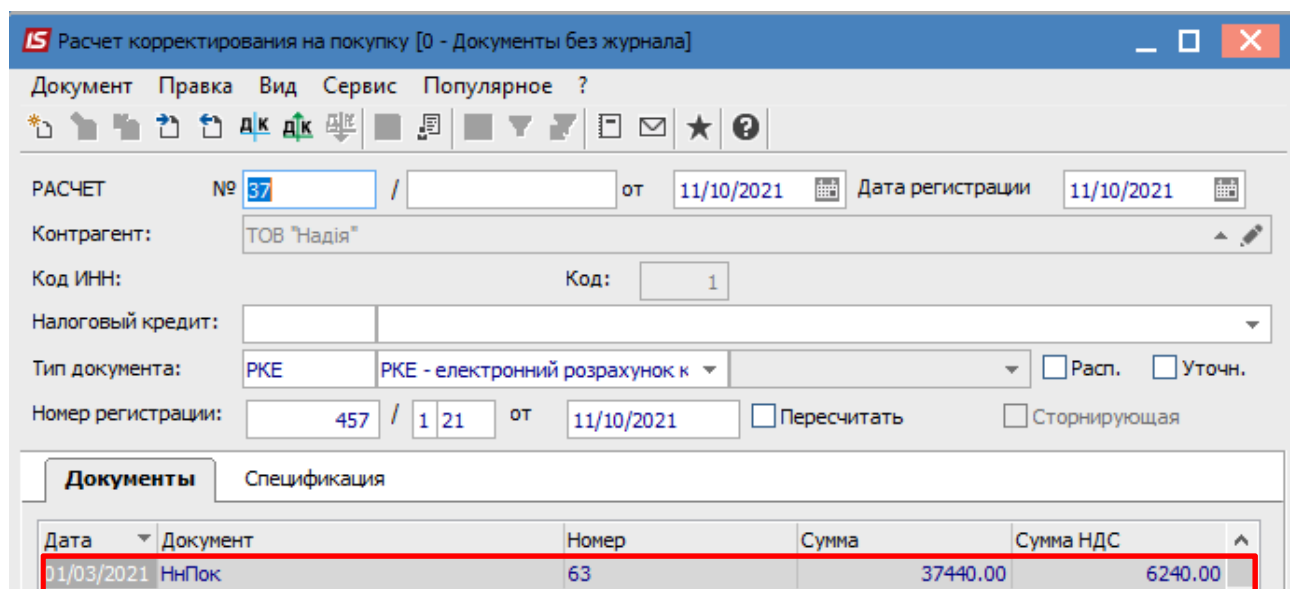 Расчет корректирования на покупку [0 - Документы без журнала]
Документ Правка Вид Сервис Популярное ?
РАСЧЕТ № 37 / от 11/10/2021 Дата регистрации 11/10/2021
Контрагент: ТОВ "Надія"
Код ИНН: Код: 1
Налоговый кредит:
Тип документа: РКЕ РКЕ - електронний розрахунок к Расп. Уточн.
Номер регистрации: 457 / 1 21 от 11/10/2021 Пересчитать Сторнирующая
Документы Спецификация
Дата Документ Номер Сумма Сумма НДС
01/03/2021 НнПок 63 37440.00 6240.00